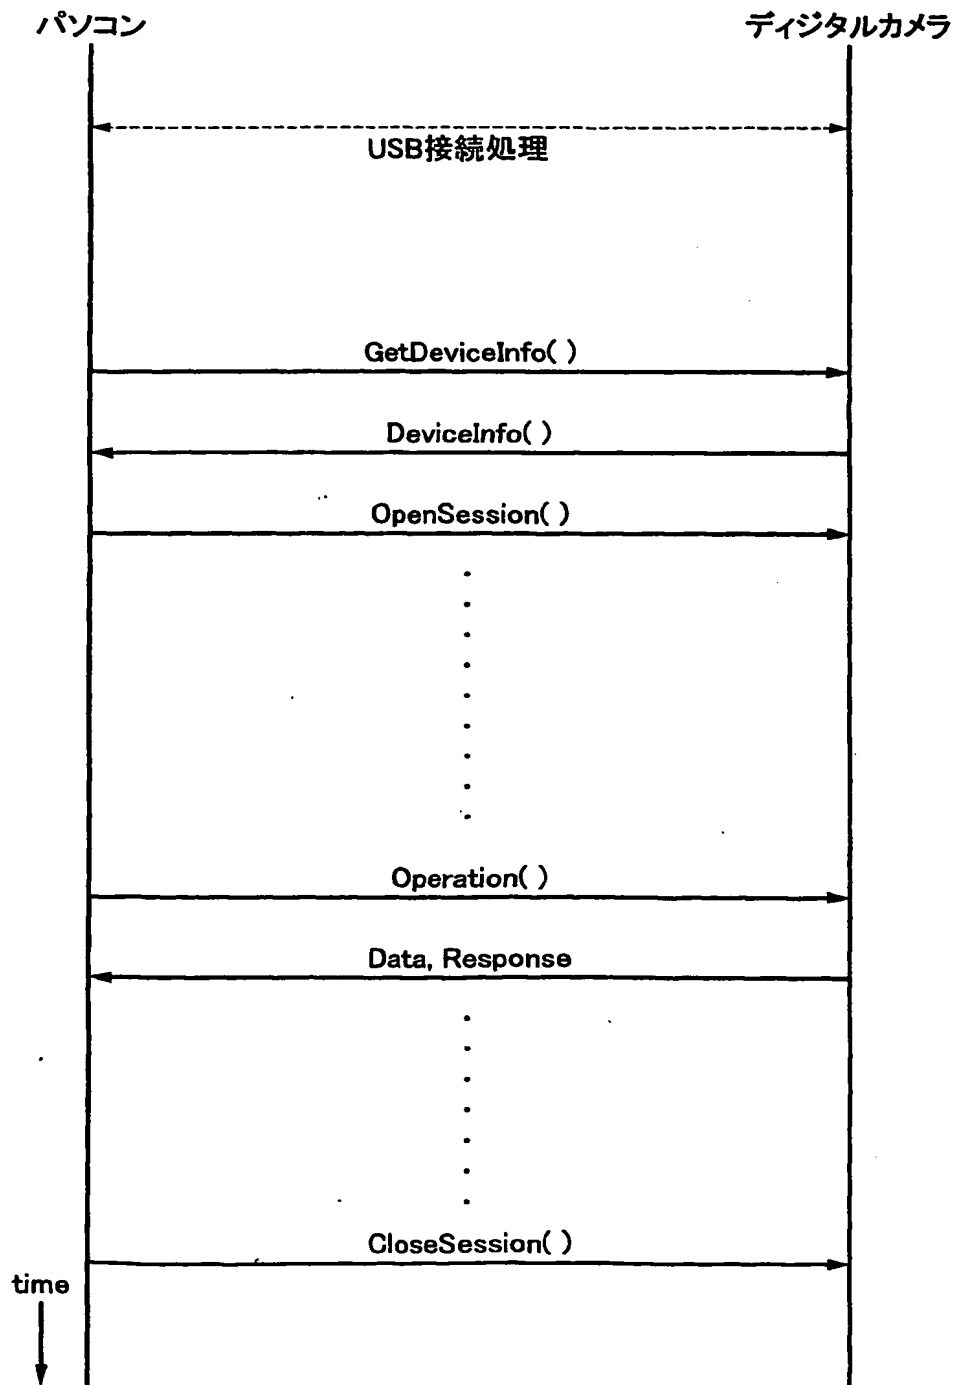 パソコン
ディジタルカメラ
USB接続処理
GetDeviceInfo( )
DeviceInfo( )
OpenSession( )
Operation( )
Data, Response
CloseSession( )
time